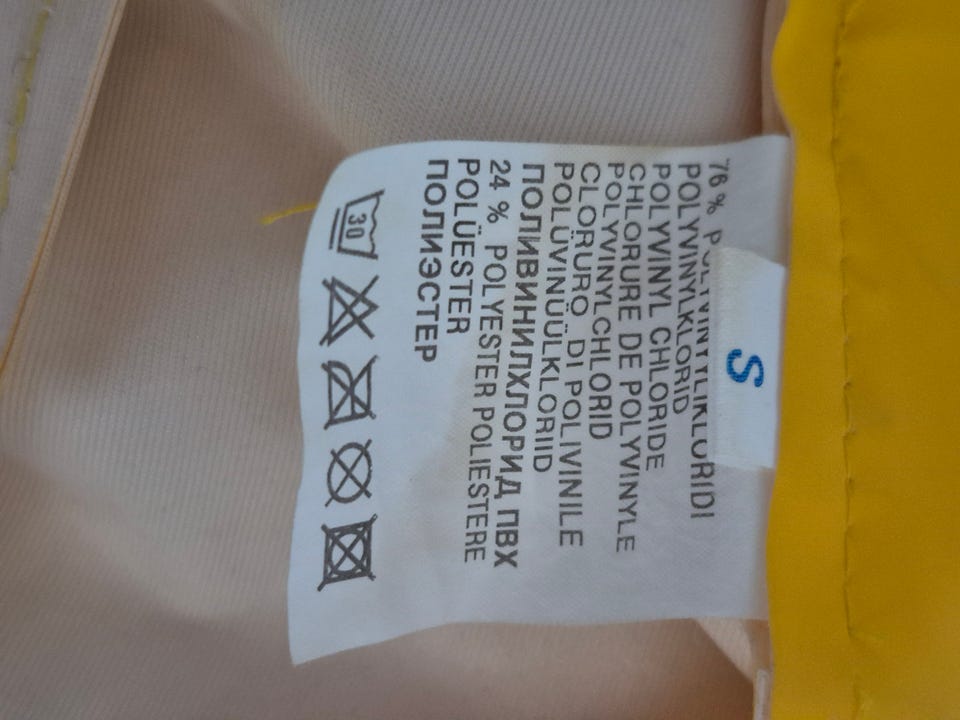 76 %
S
POLYVINYLKLORID
POLYVINYL CHLORIDE
CHLORURE DE POLYVINYLE
POLYVINYLCHLORID
CLORURO DI POLIVINILE
POLÜVINÜÜLKLORIID
ПОЛИВИНИЛХЛОРИД ПВХ
24 % POLYESTER POLIESTERE
POLÜESTER
ПОЛИЭСТЕР
30